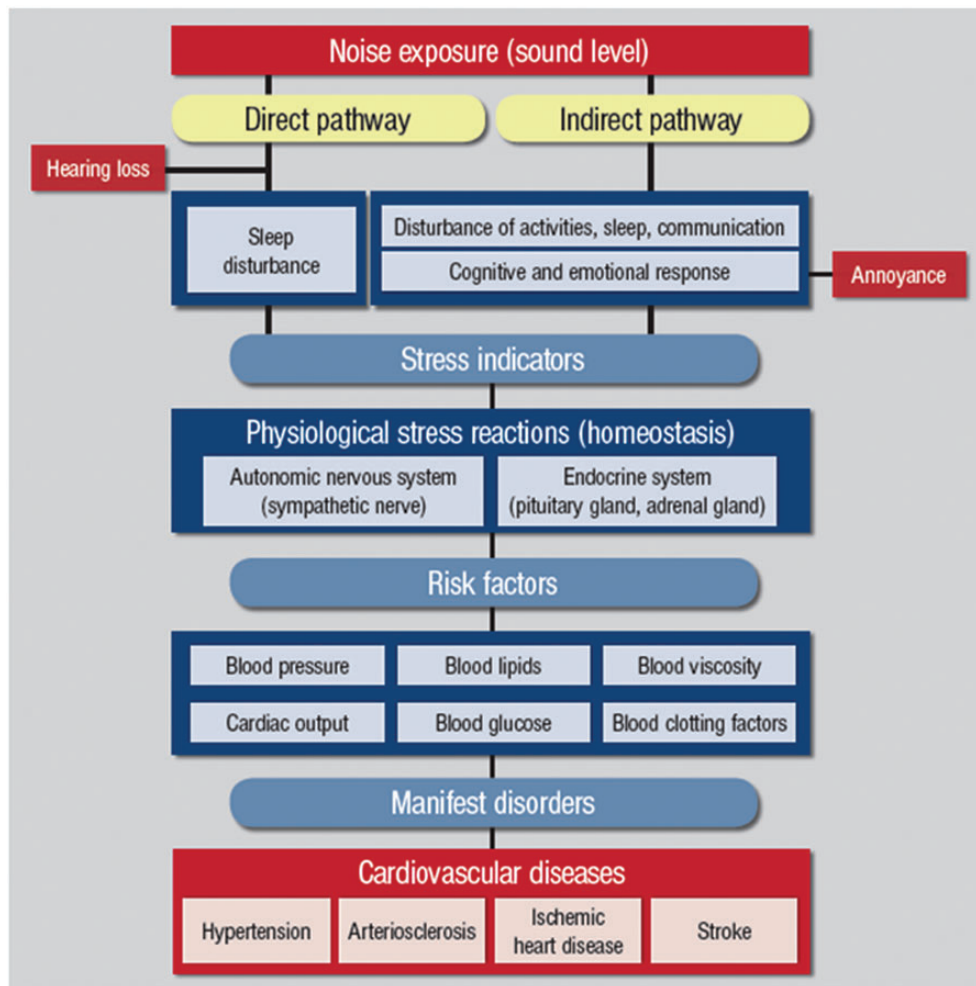 Noise exposure (sound level)
Direct pathway
Indirect pathway
Hearing loss
Sleep
disturbance
Disturbance of activities, sleep, communication
Cognitive and emotional response
Annoyance
Stress indicators
Physiological stress reactions (homeostasis)
Autonomic nervous system
(sympathetic nerve)
Endocrine system
(pituitary gland, adrenal gland)
Risk factors
Blood pressure
Blood lipids
Blood viscosity
Cardiac output
Blood glucose
Blood clotting factors
Manifest disorders
Cardiovascular diseases
Hypertension
Arteriosclerosis
Ischemic
heart disease
Stroke